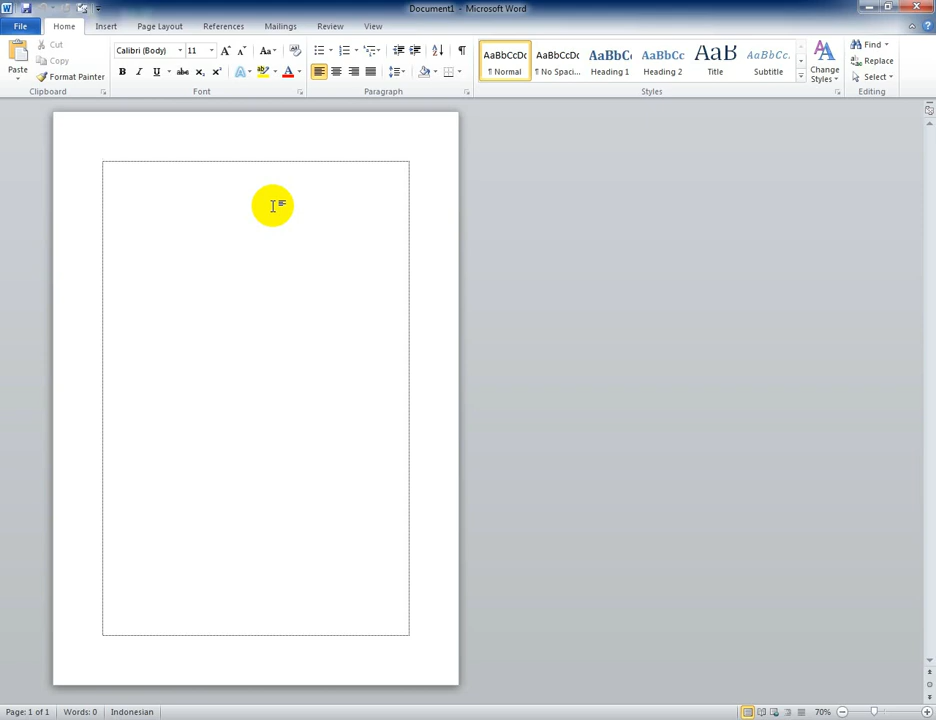 Document1 - Microsoft Word
File Home Insert Page Layout References Mailings Review View
Paste
Cut
Copy
Format Painter
Clipboard
Calibri (Body) 11
Font
Paragraph
AaBbCcDc AaBbCcDc AaBbC AaBbCc AaB AaBbCc.
¶ Normal ¶ No Spaci... Heading 1 Heading 2 Title Subtitle
Change
Styles
Styles
Find
Replace
Select
Editing
Page: 1 of 1 Words: 0 Indonesian 70%